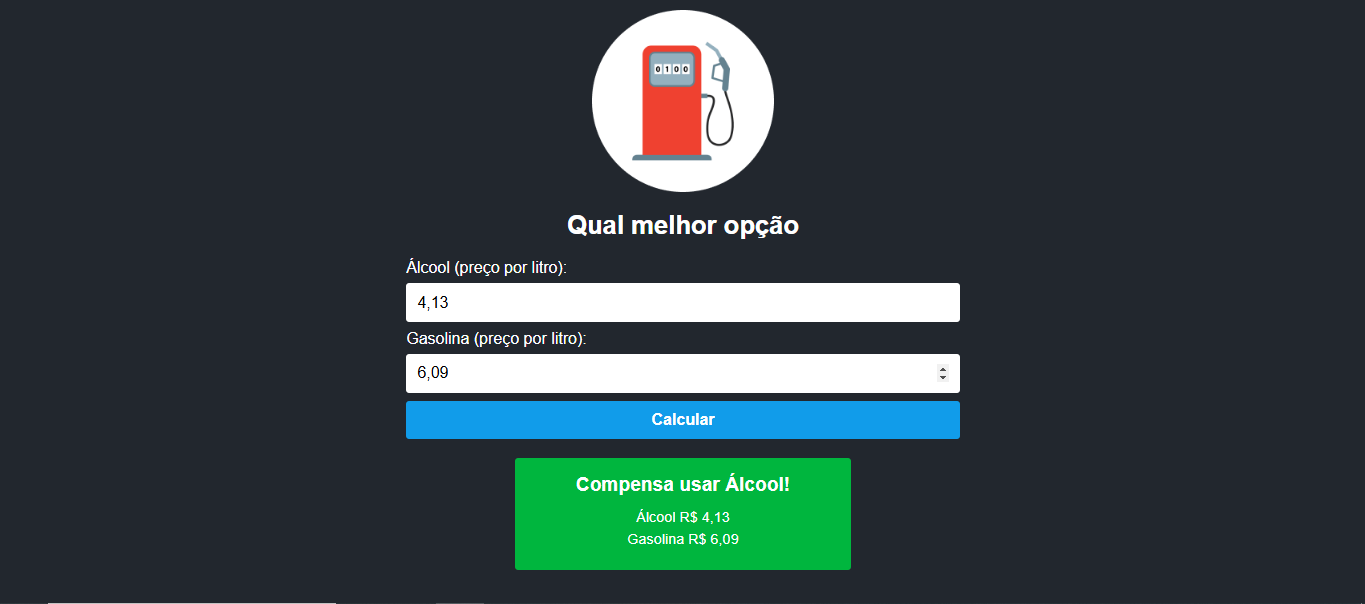 0100
Qual melhor opção
Álcool (preço por litro):
4,13
Gasolina (preço por litro):
6,09
Calcular
Compensa usar Álcool!
Álcool R$ 4,13
Gasolina R$ 6,09